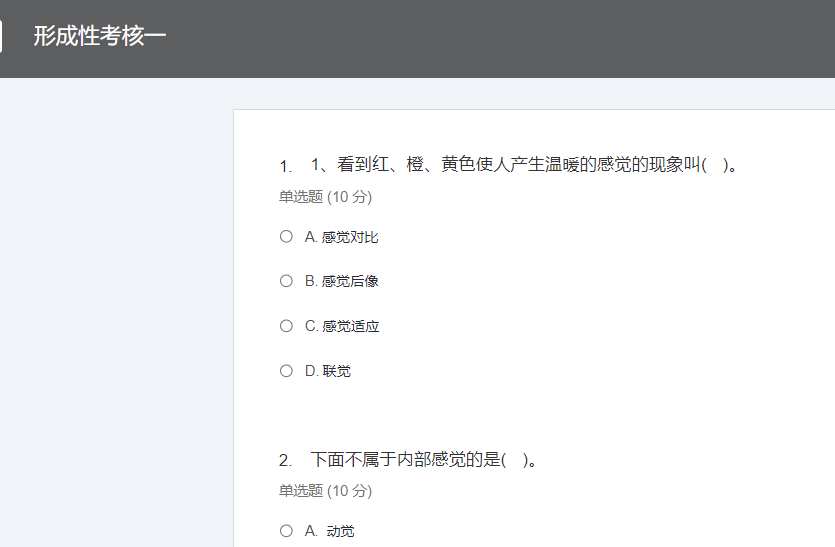 形成性考核一
1. 1、看到红、橙、黄色使人产生温暖的感觉的现象叫( )。
单选题 (10 分)
A. 感觉对比
B. 感觉后像
C. 感觉适应
D. 联觉
2. 下面不属于内部感觉的是( )。
单选题 (10 分)
A. 动觉